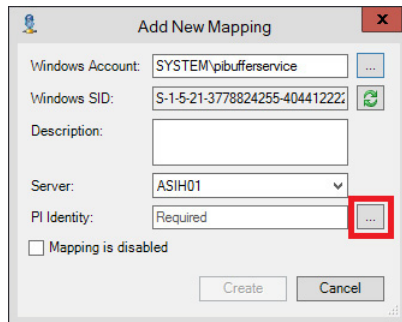 Add New Mapping
x
Windows Account: SYSTEM\pibufferservice ...
Windows SID: S-1-5-21-3778824255-404412222
Description:
Server: ASIH01
PI Identity: Required ...
Mapping is disabled
Create Cancel